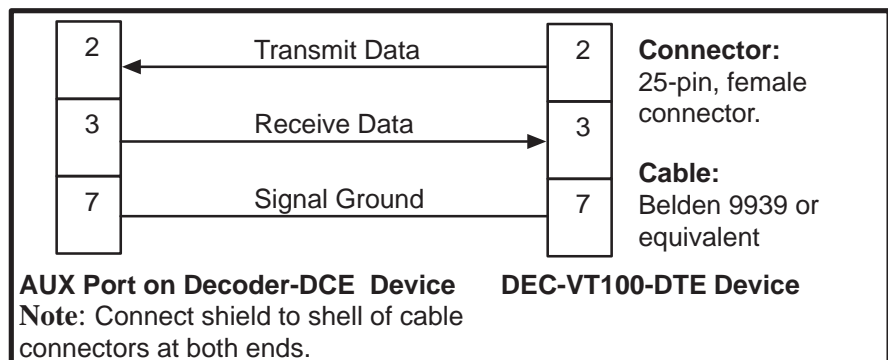 2 Transmit Data 2
3 Receive Data 3
7 Signal Ground 7
Connector:
25-pin, female
connector.
Cable:
Belden 9939 or
equivalent
AUX Port on Decoder-DCE Device DEC-VT100-DTE Device
Note: Connect shield to shell of cable
connectors at both ends.